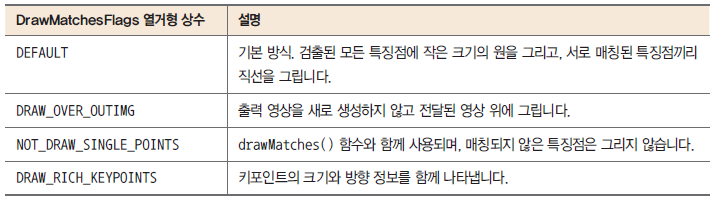 DrawMatchesFlags 열거형 상수 설명
DEFAULT 기본 방식. 검출된 모든 특징점에 작은 크기의 원을 그리고, 서로 매칭된 특징점끼리
직선을 그립니다.
DRAW_OVER_OUTIMG 출력 영상을 새로 생성하지 않고 전달된 영상 위에 그립니다.
NOT_DRAW_SINGLE_POINTS drawMatches() 함수와 함께 사용되며, 매칭되지 않은 특징점은 그리지 않습니다.
DRAW_RICH_KEYPOINTS 키포인트의 크기와 방향 정보를 함께 나타냅니다.